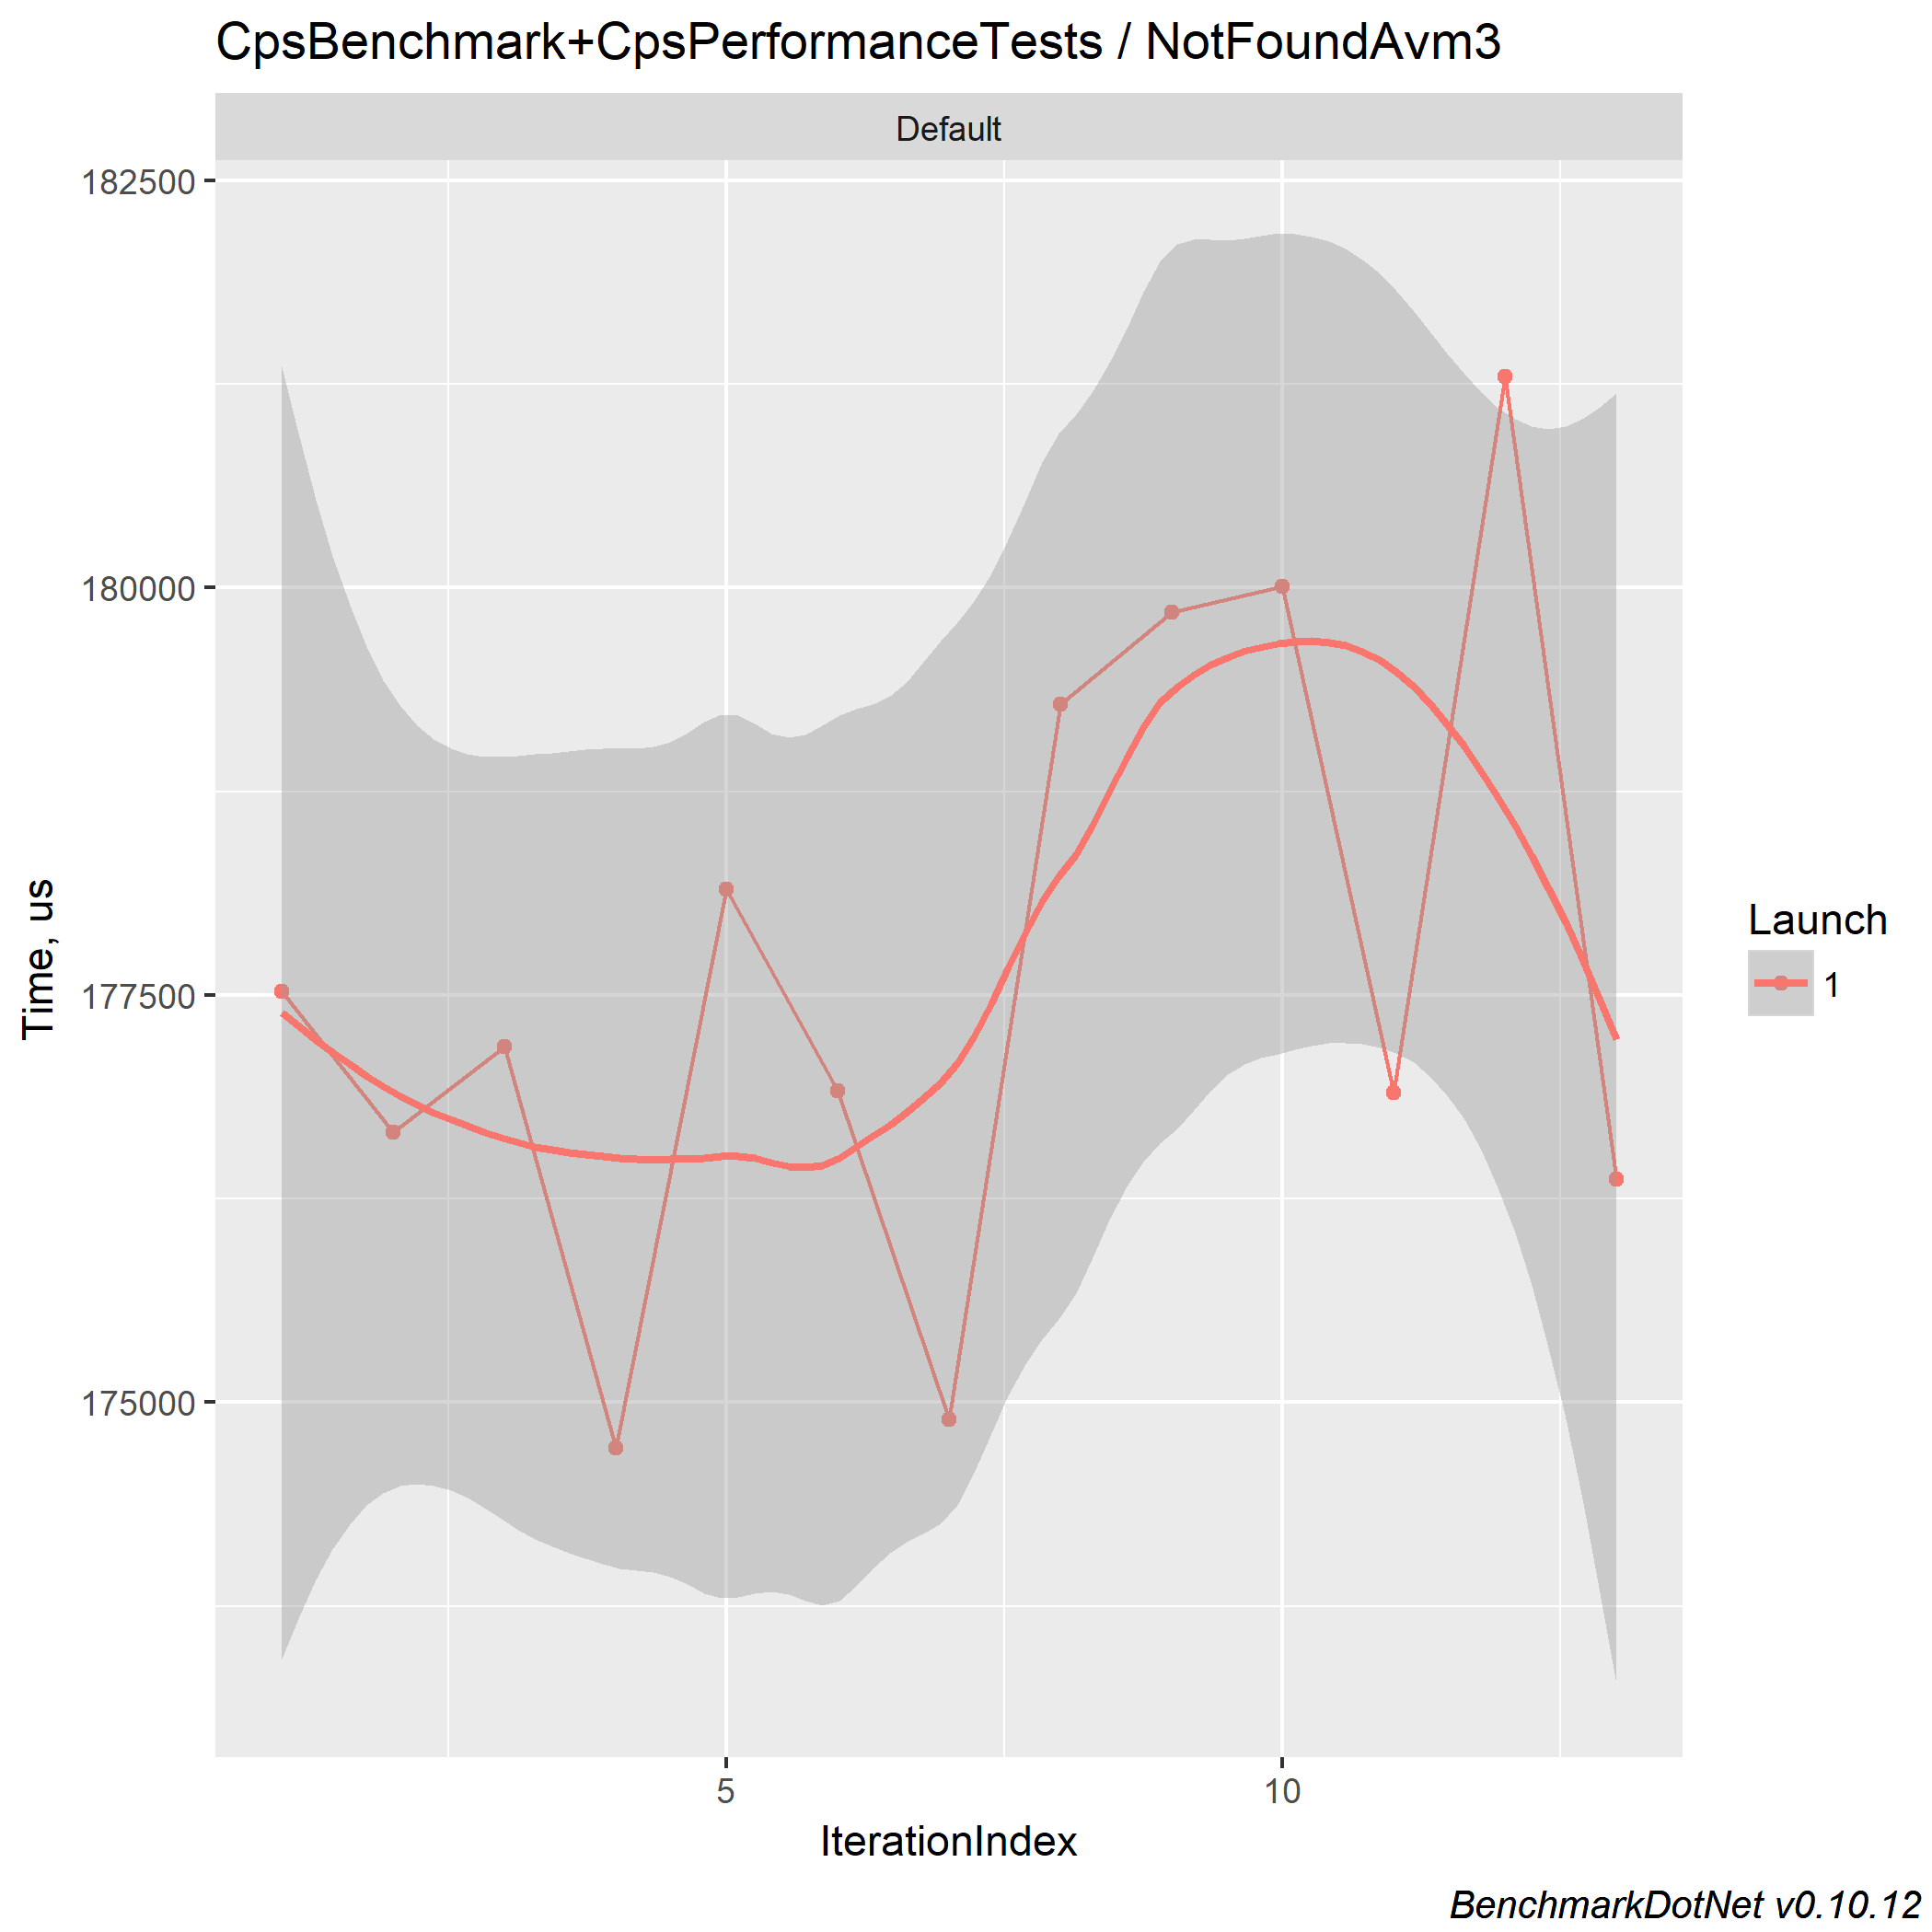 CpsBenchmark+CpsPerformanceTests / NotFoundAvm3
Default
182500
180000
177500
175000
Time, us
5
10
IterationIndex
Launch
1
BenchmarkDotNet v0.10.12